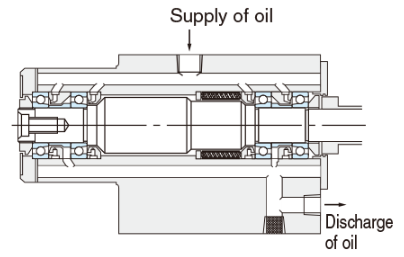 Supply of oil
Discharge
of oil